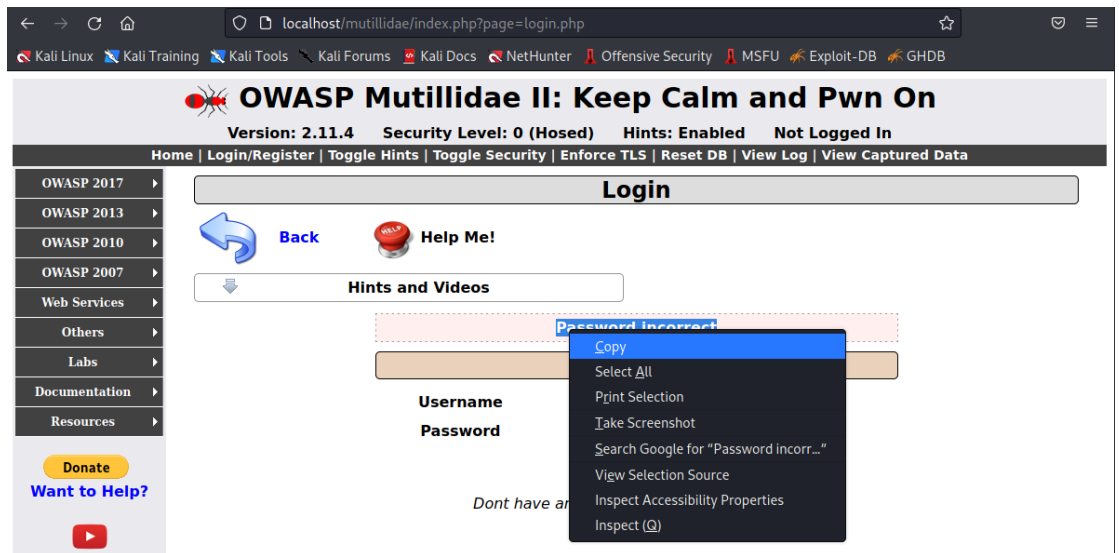 localhost/mutillidae/index.php?page=login.php
Kali Linux Kali Training Kali Tools Kali Forums Kali Docs NetHunter Offensive Security MSFU Exploit-DB GHDB
OWASP Mutillidae II: Keep Calm and Pwn On
Version: 2.11.4 Security Level: 0 (Hosed) Hints: Enabled Not Logged In
Home | Login/Register | Toggle Hints | Toggle Security | Enforce TLS | Reset DB | View Log | View Captured Data
OWASP 2017
OWASP 2013
OWASP 2010
OWASP 2007
Web Services
Others
Labs
Documentation
Resources
Donate
Want to Help?
Login
Back
HELP
Help Me!
Hints and Videos
Password incorrect
Username
Password
Dont have
Copy
Select All
Print Selection
Take Screenshot
Search Google for “Password incorr...”
View Selection Source
Inspect Accessibility Properties
Inspect (Q)